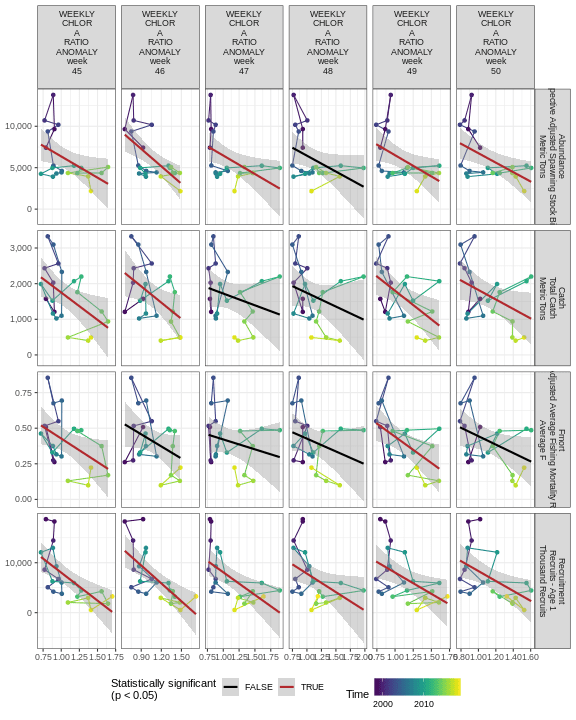 WEEKLY
CHLOR
A
RATIO
ANOMALY
week
45
WEEKLY
CHLOR
A
RATIO
ANOMALY
week
46
WEEKLY
CHLOR
A
RATIO
ANOMALY
week
47
WEEKLY
CHLOR
A
RATIO
ANOMALY
week
48
WEEKLY
CHLOR
A
RATIO
ANOMALY
week
49
WEEKLY
CHLOR
A
RATIO
ANOMALY
week
50
10,000
5,000
0
Abundance
Adjusted Spawning Stock
Metric Tons
3,000
2,000
1,000
0
Catch
Total Catch
Metric Tons
0.75
0.50
0.25
0.00
Fmort
Average Fishing Mortality
Average F
10,000
0
Recruitment
Recruits - Age 1
Thousand Recruits
0.75 1.00 1.25 1.50 1.75
0.90 1.20 1.50
0.75 1.00 1.25 1.50
0.75 1.00 1.25 1.50 1.75 2.00
0.75 1.00 1.25 1.50 1.75
0.80 1.00 1.20 1.40 1.60
Statistically significant
(p < 0.05)
FALSE
TRUE
Time
2000
2010